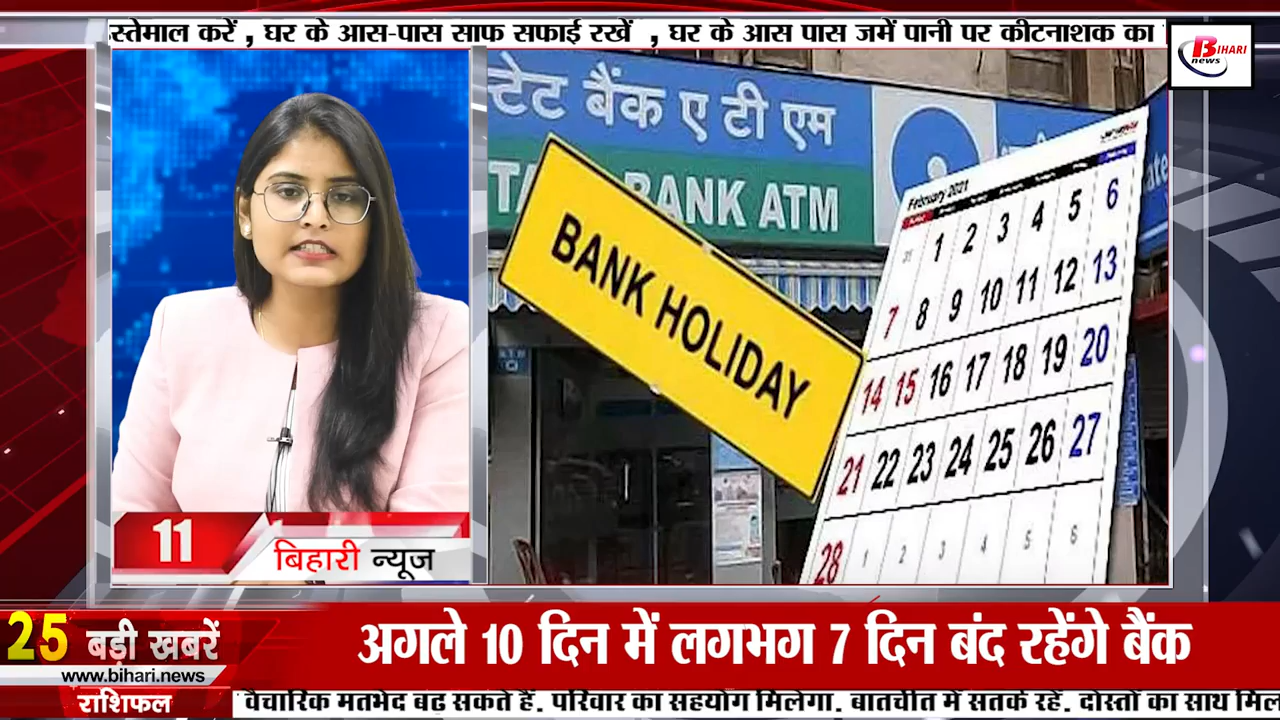 स्तेमाल करें , घर के आस-पास साफ सफाई रखें , घर के आस पास जमें पानी पर कीटनाशक का
BIHARI
news
स्टेट बैंक ए टी एम
BANK ATM
BANK HOLIDAY
February 2021
31 1 2 3 4 5 6
7 8 9 10 11 12 13
14 15 16 17 18 19 20
21 22 23 24 25 26 27
28 1 2 3 4 5 6
11
बिहारी न्यूज
25 बड़ी खबरें
www.bihari.news
अगले 10 दिन में लगभग 7 दिन बंद रहेंगे बैंक
राशिफल
वैचारिक मतभेद बढ़ सकते हैं. परिवार का सहयोग मिलेगा. बातचीत में सतर्क रहें. दोस्तों का साथ मिल